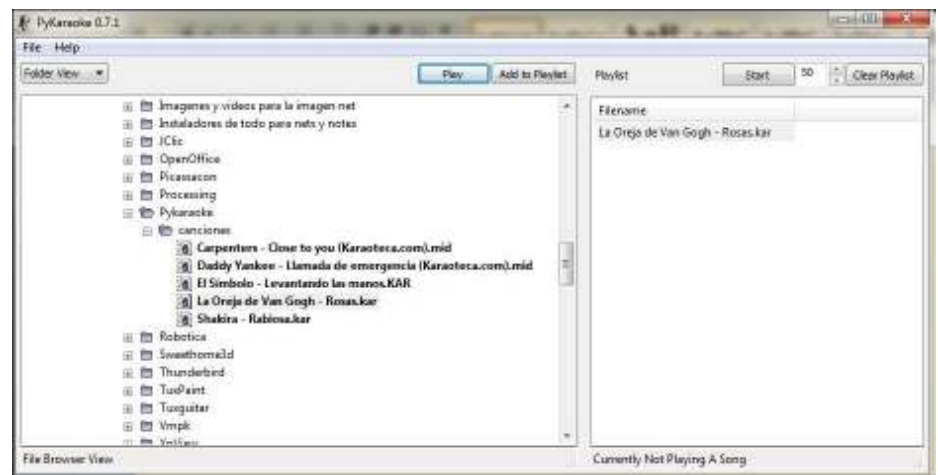 PyKaraoke 0.7.1
File Help
Folder View Play Add to Playlist
Playlist Start 50 Clear Playlist
Imagenes y videos para la imagen net
Instaladores de todo para nets y notes
JClic
OpenOffice
Picassacon
Processing
Pykaraoke
canciones
Carpenters - Close to you (Karaoteca.com).mid
Daddy Yankee - Llamada de emergencia (Karaoteca.com).mid
El Simbolo - Levantando las manos.KAR
La Oreja de Van Gogh - Rosas.kar
Shakira - Rabiosa.kar
Robotica
Sweethome3d
Thunderbird
TuxPaint
Tuxguitar
Vmpk
File Browser View
Filename
La Oreja de Van Gogh - Rosas.kar
Currently Not Playing A Song